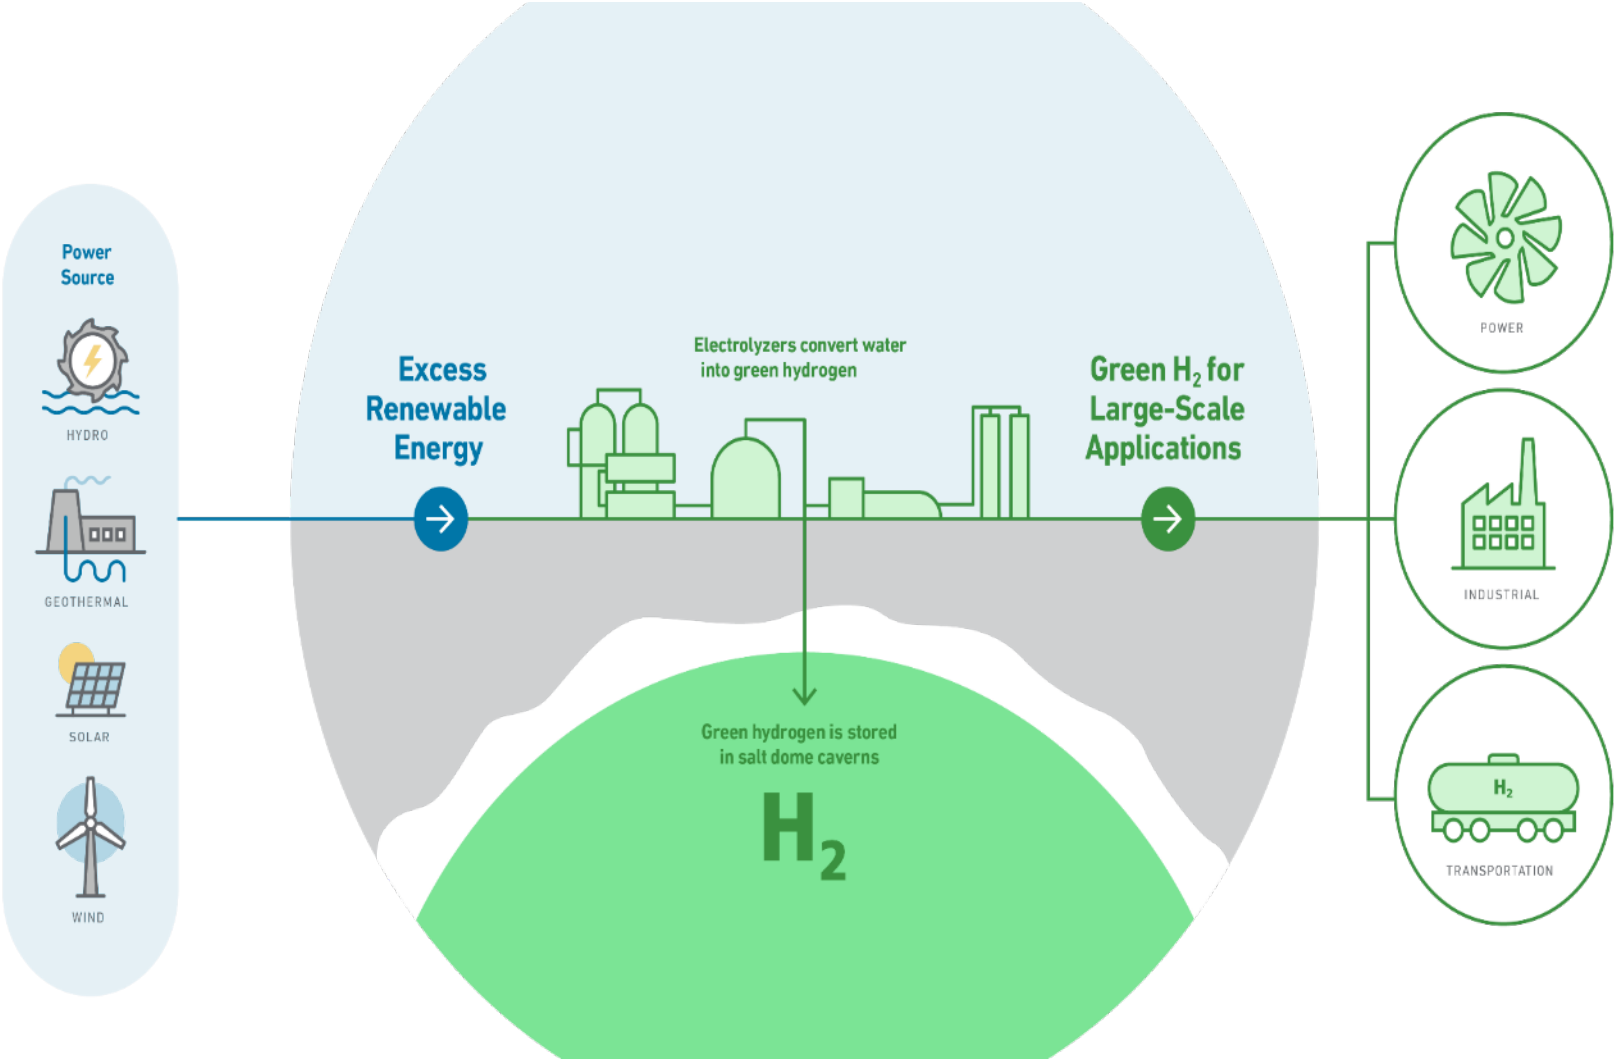 Power
Source
HYDRO
GEOTHERMAL
SOLAR
WIND
Excess
Renewable
Energy
Electrolyzers convert water
into green hydrogen
Green H₂ for
Large-Scale
Applications
Green hydrogen is stored
in salt dome caverns
H₂
POWER
INDUSTRIAL
H₂
TRANSPORTATION